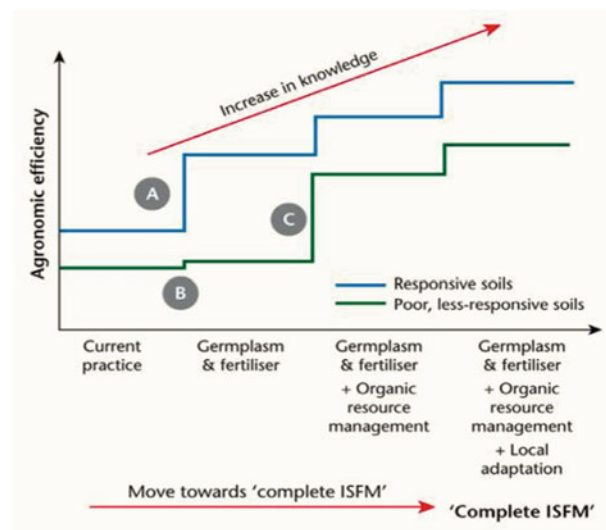 Increase in knowledge
Agronomic efficiency
A
B
C
Responsive soils
Poor, less-responsive soils
Current
practice
Germplasm
& fertiliser
Germplasm
& fertiliser
+ Organic
resource
management
Germplasm
& fertiliser
+ Organic
resource
management
+ Local
adaptation
Move towards ‘complete ISFM’
‘Complete ISFM’